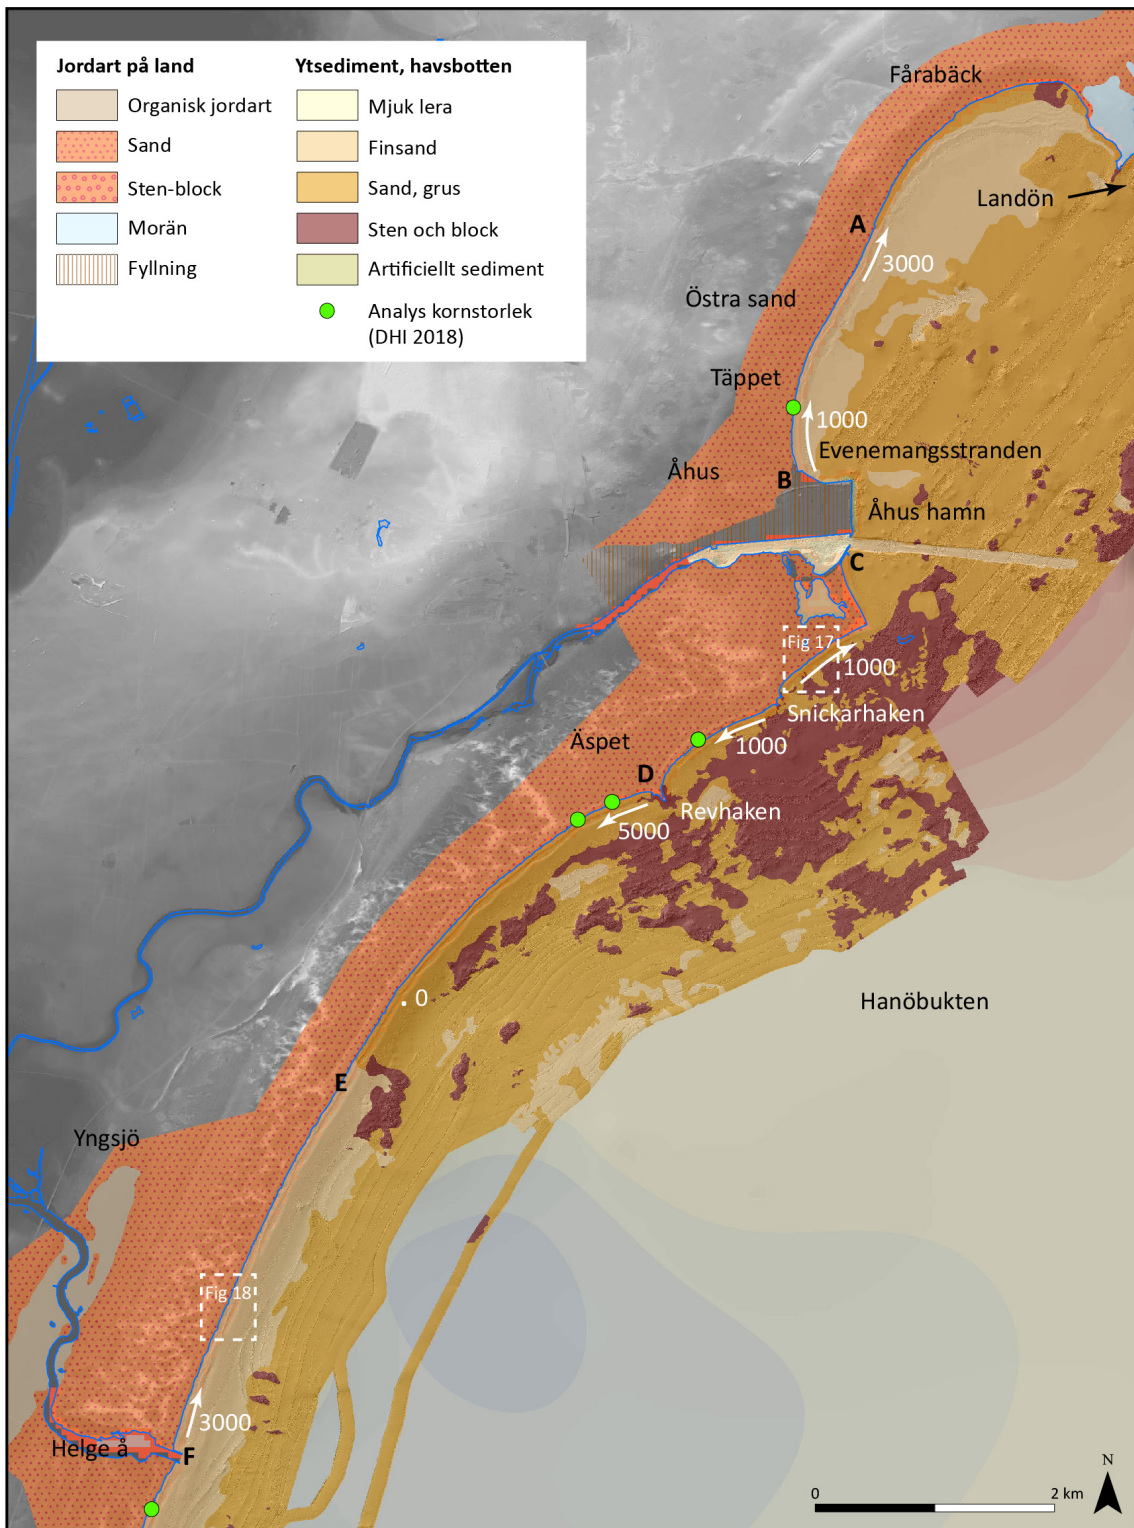 Jordart på land
Organisk jordart
Sand
Sten-block
Morän
Fyllning
Ytsediment, havsbotten
Mjuk lera
Finsand
Sand, grus
Sten och block
Artificiellt sediment
Analys kornstorlek
(DHI 2018)
Fårabäck
Landön
A
3000
Östra sand
Täppet
1000
Evenemangsstranden
Åhus
B
Åhus hamn
C
Fig 17
1000
Snickarhaken
1000
Äspet
D
Revhaken
5000
0
Hanöbukten
E
Yngsjö
Fig 18
3000
Helge å
F
0
2 km
N